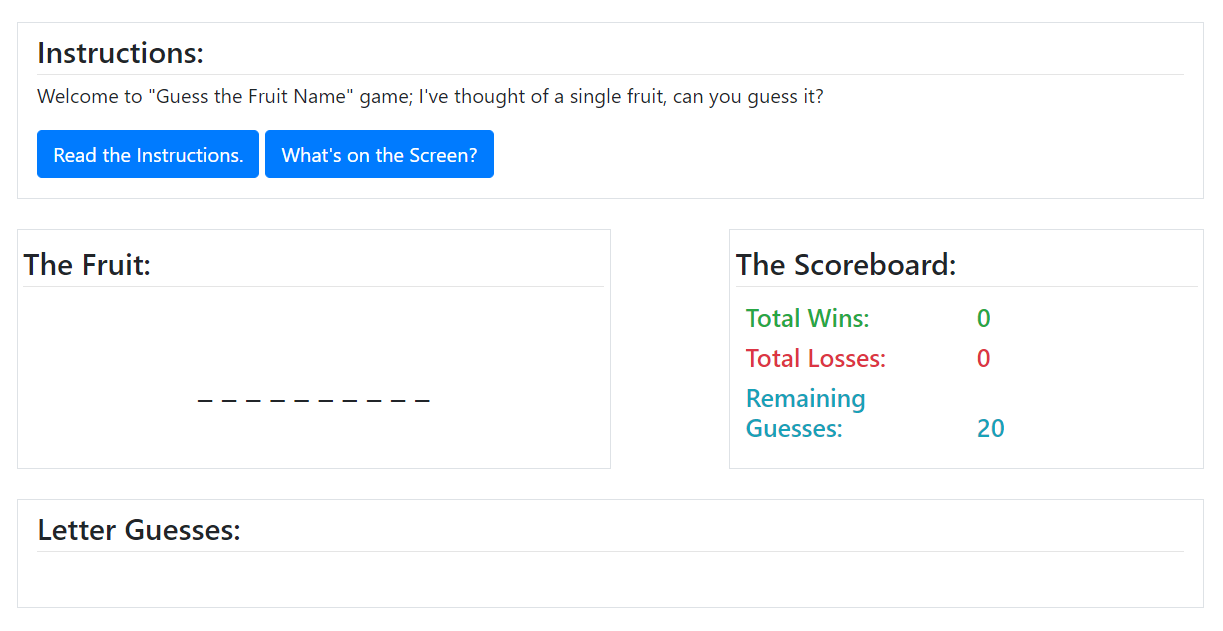 Instructions:
Welcome to "Guess the Fruit Name" game; I've thought of a single fruit, can you guess it?
Read the Instructions. What's on the Screen?
The Fruit:
_ _ _ _ _ _ _ _ _ _
The Scoreboard:
Total Wins: 0
Total Losses: 0
Remaining
Guesses: 20
Letter Guesses: